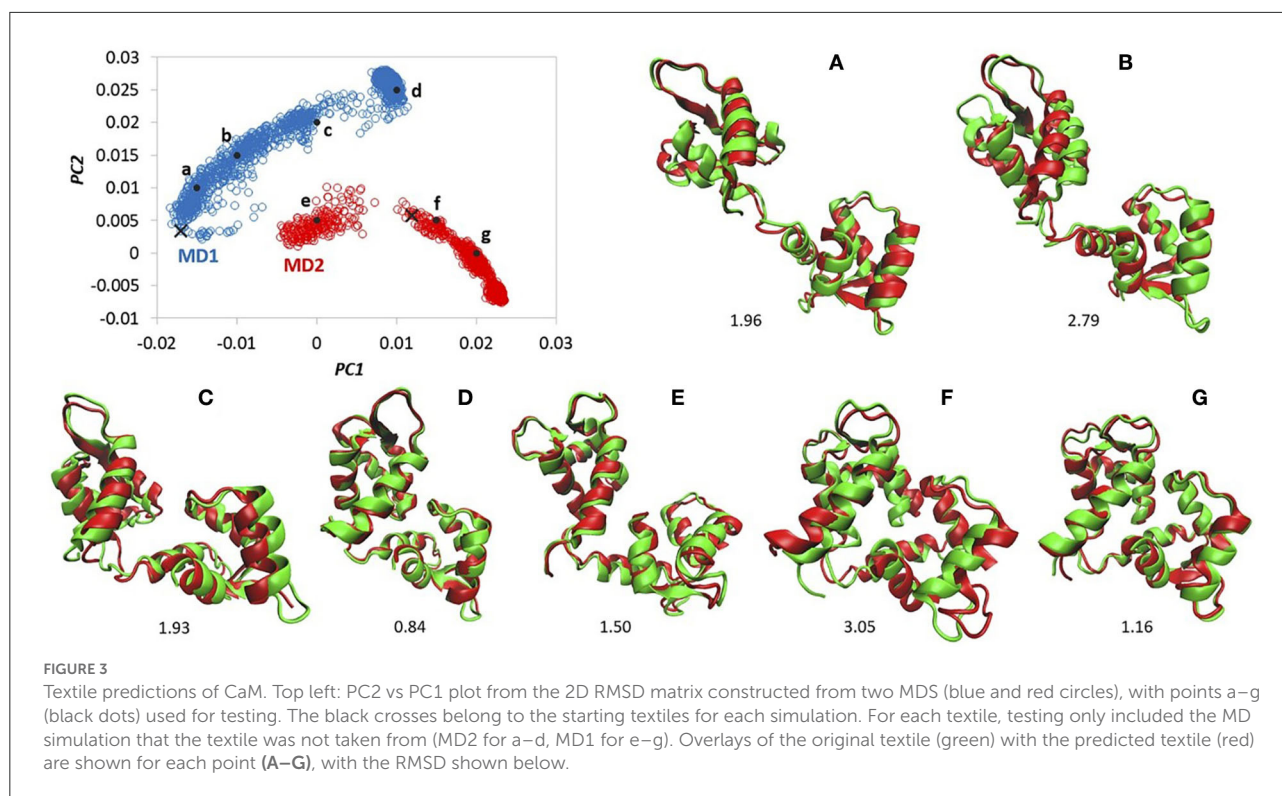 0.03
0.025
0.02
0.015
0.01
0.005
0
-0.005
-0.01
PC2
-0.02
-0.01
0
0.01
0.02
0.03
PC1
a
b
c
d
e
f
g
MD1
MD2
A
1.96
B
2.79
C
1.93
D
0.84
E
1.50
F
3.05
G
1.16
FIGURE 3
Textile predictions of CaM. Top left: PC2 vs PC1 plot from the 2D RMSD matrix constructed from two MDS (blue and red circles), with points a–g
(black dots) used for testing. The black crosses belong to the starting textiles for each simulation. For each textile, testing only included the MD
simulation that the textile was not taken from (MD2 for a–d, MD1 for e–g). Overlays of the original textile (green) with the predicted textile (red)
are shown for each point (A–G), with the RMSD shown below.